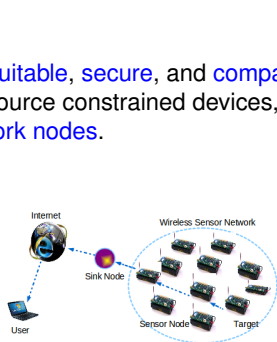 uitable, secure, and compa
ource constrained devices,
ork nodes.
Internet
Wireless Sensor Network
Sink Node
Sensor Node
Target
User